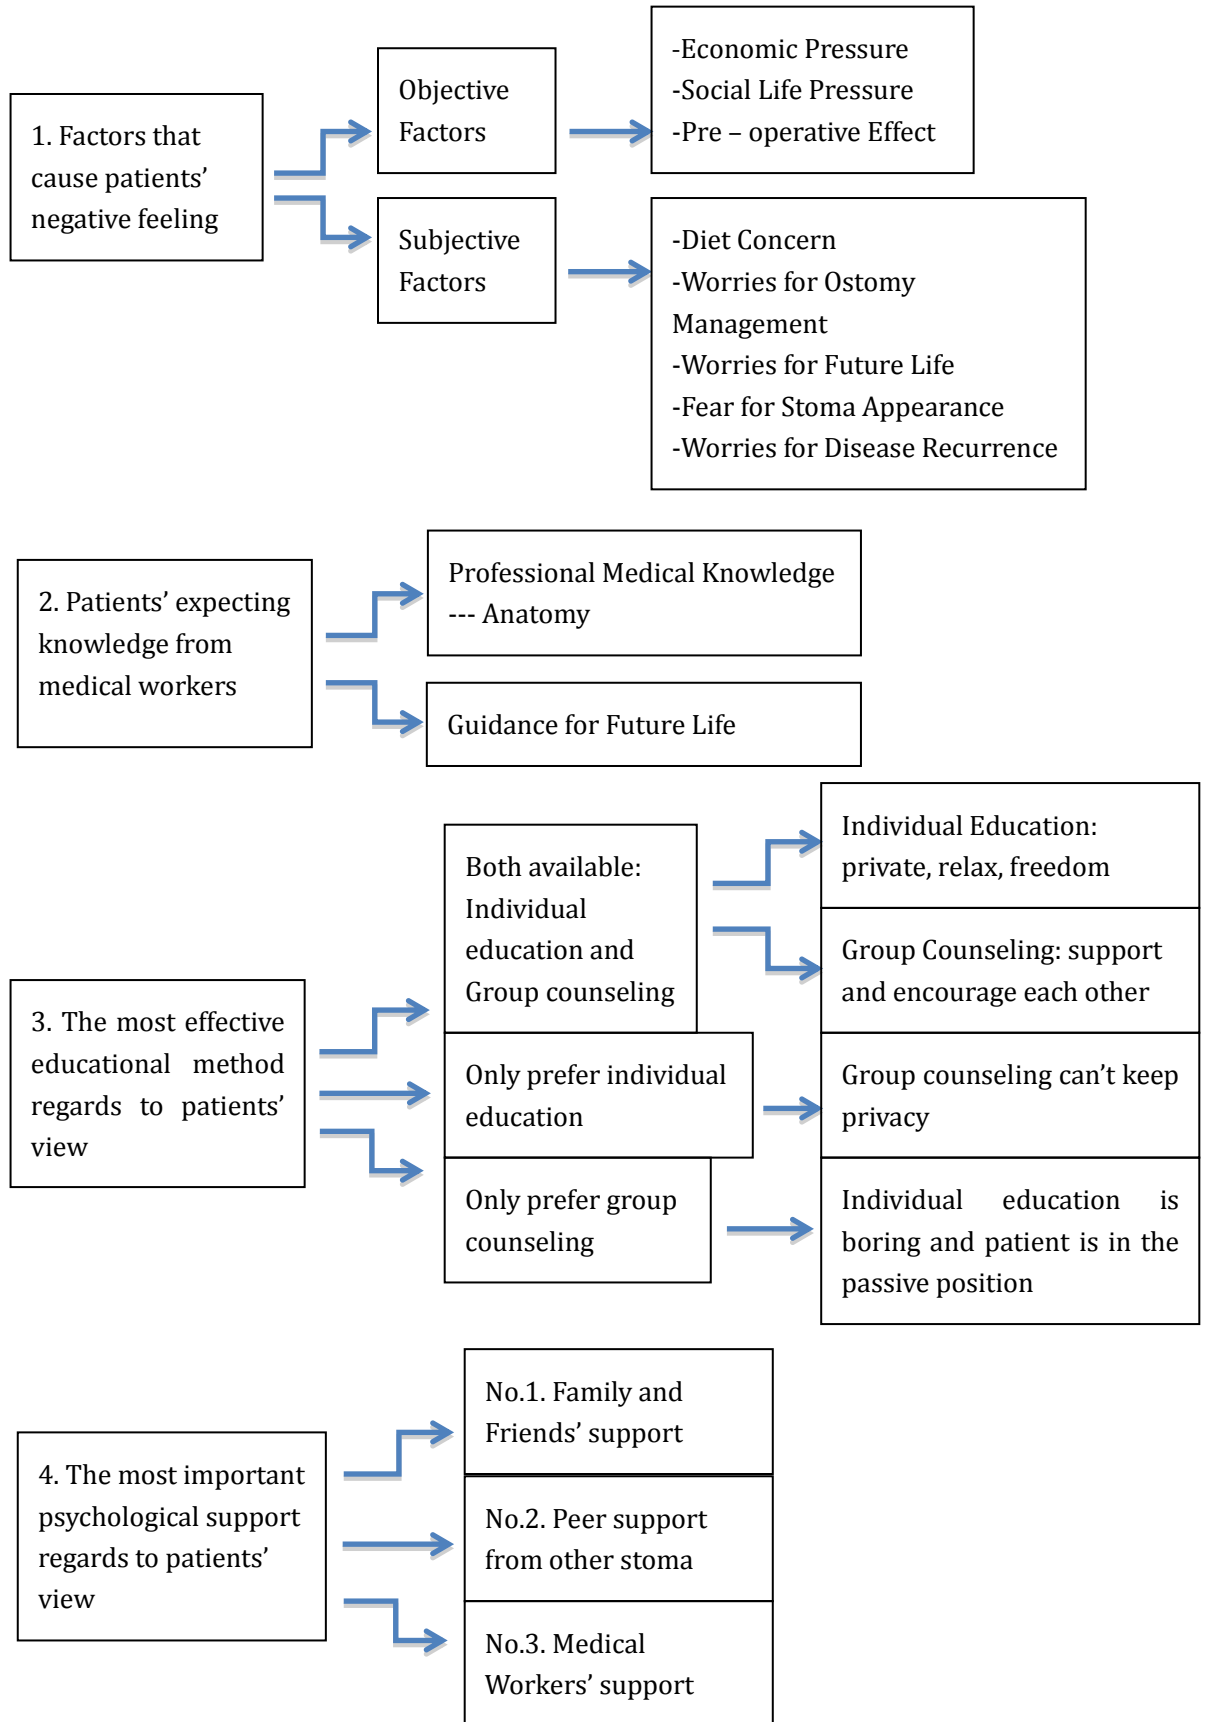 1. Factors that
cause patients’
negative feeling
Objective
Factors
-Economic Pressure
-Social Life Pressure
-Pre – operative Effect
Subjective
Factors
-Diet Concern
-Worries for Ostomy
Management
-Worries for Future Life
-Fear for Stoma Appearance
-Worries for Disease Recurrence
2. Patients’ expecting
knowledge from
medical workers
Professional Medical Knowledge
--- Anatomy
Guidance for Future Life
3. The most effective
educational method
regards to patients’
view
Both available:
Individual
education and
Group counseling
Individual Education:
private, relax, freedom
Group Counseling: support
and encourage each other
Only prefer individual
education
Group counseling can’t keep
privacy
Only prefer group
counseling
Individual education is
boring and patient is in the
passive position
4. The most important
psychological support
regards to patients’
view
No.1. Family and
Friends’ support
No.2. Peer support
from other stoma
No.3. Medical
Workers’ support